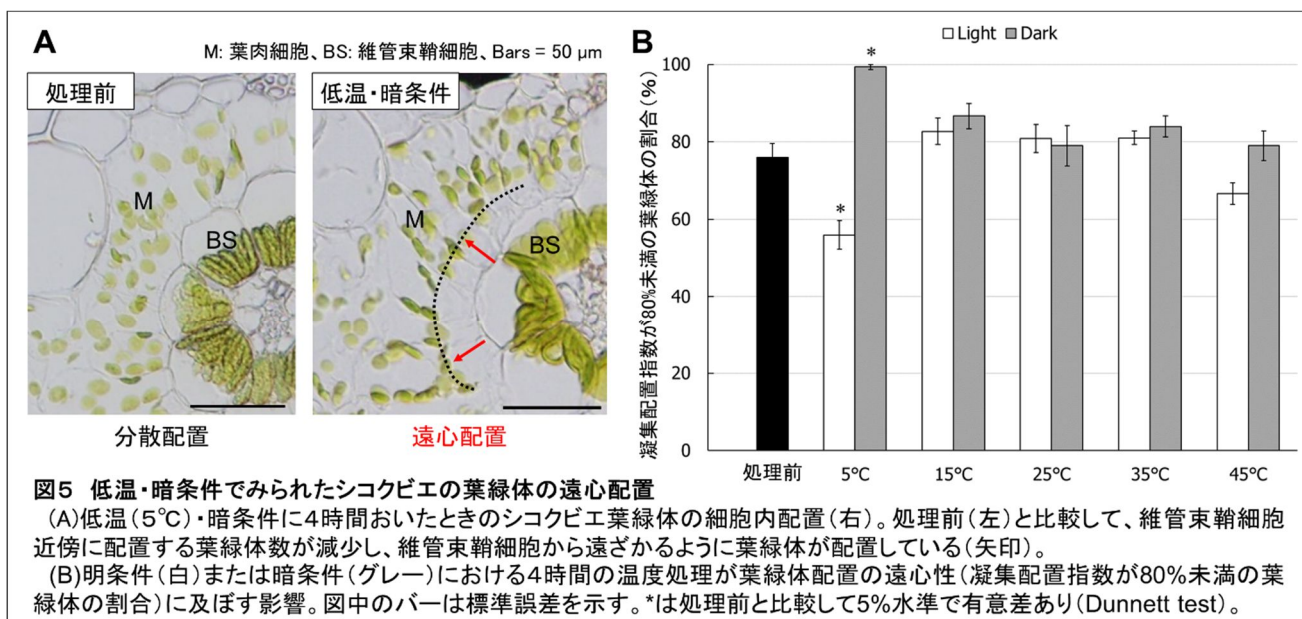 A
M: 葉肉細胞、BS: 維管束鞘細胞、Bars = 50 μm
処理前
M
BS
分散配置
低温・暗条件
M
BS
遠心配置
B
Light Dark
凝集配置指数が80%未満の葉緑体の割合(%)
100
80
60
40
20
0
*
*
処理前 5℃ 15℃ 25℃ 35℃ 45℃
図5 低温・暗条件でみられたシコクビエの葉緑体の遠心配置
(A)低温(5℃)・暗条件に4時間おいたときのシコクビエ葉緑体の細胞内配置(右)。処理前(左)と比較して、維管束鞘細胞
近傍に配置する葉緑体数が減少し、維管束鞘細胞から遠ざかるように葉緑体が配置している(矢印)。
(B)明条件(白)または暗条件(グレー)における4時間の温度処理が葉緑体配置の遠心性(凝集配置指数が80%未満の葉
緑体の割合)に及ぼす影響。図中のバーは標準誤差を示す。*は処理前と比較して5%水準で有意差あり(Dunnett test)。